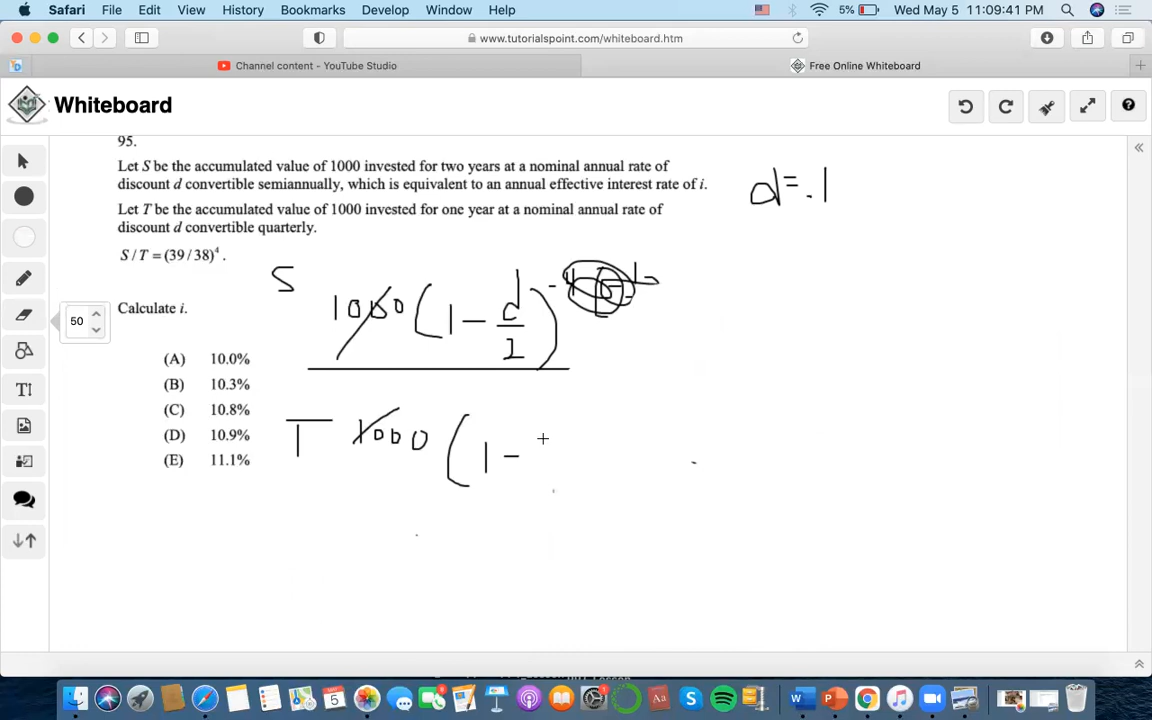 Safari File Edit View History Bookmarks Develop Window Help 5% Wed May 5 11:09:41 PM
www.tutorialspoint.com/whiteboard.htm
Channel content - YouTube Studio Free Online Whiteboard
Whiteboard
95.
Let S be the accumulated value of 1000 invested for two years at a nominal annual rate of
discount d convertible semiannually, which is equivalent to an annual effective interest rate of i.
Let T be the accumulated value of 1000 invested for one year at a nominal annual rate of
discount d convertible quarterly.
S / T = (39 / 38)⁴ .
Calculate i.
(A) 10.0%
(B) 10.3%
(C) 10.8%
(D) 10.9%
(E) 11.1%
50
d = .1
S 1000 (1 - d/2)
T 1000 (1 -